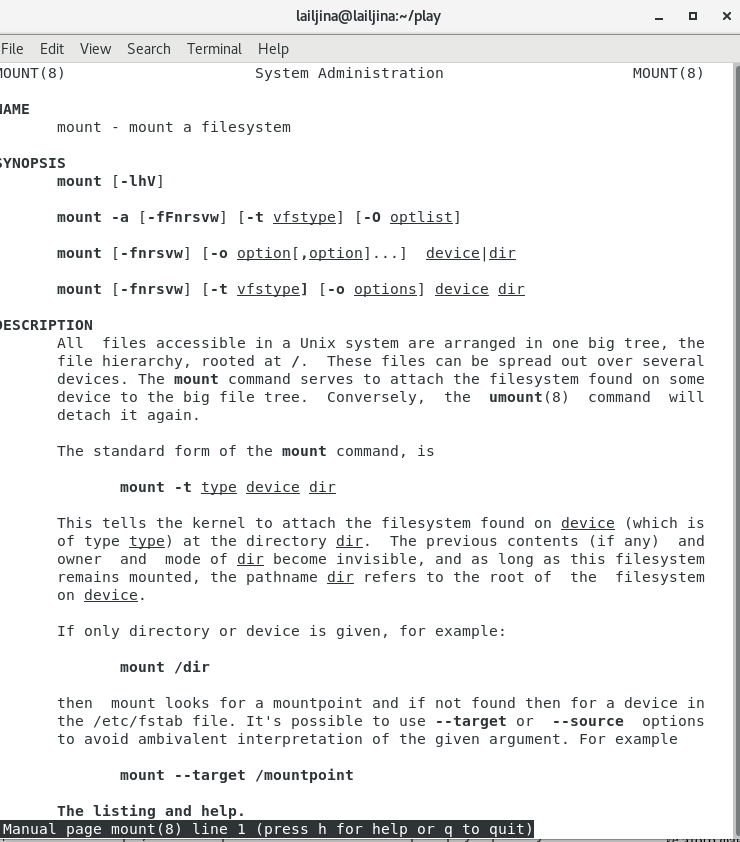 lailjina@lailjina:~/play
File Edit View Search Terminal Help
MOUNT(8) System Administration MOUNT(8)
NAME
mount - mount a filesystem
SYNOPSIS
mount [-lhV]
mount -a [-fFnrsvw] [-t vfstype] [-O optlist]
mount [-fnrsvw] [-o option[,option]...] device|dir
mount [-fnrsvw] [-t vfstype] [-o options] device dir
DESCRIPTION
All files accessible in a Unix system are arranged in one big tree, the
file hierarchy, rooted at /. These files can be spread out over several
devices. The mount command serves to attach the filesystem found on some
device to the big file tree. Conversely, the umount(8) command will
detach it again.
The standard form of the mount command, is
mount -t type device dir
This tells the kernel to attach the filesystem found on device (which is
of type type) at the directory dir. The previous contents (if any) and
owner and mode of dir become invisible, and as long as this filesystem
remains mounted, the pathname dir refers to the root of the filesystem
on device.
If only directory or device is given, for example:
mount /dir
then mount looks for a mountpoint and if not found then for a device in
the /etc/fstab file. It's possible to use --target or --source options
to avoid ambivalent interpretation of the given argument. For example
mount --target /mountpoint
The listing and help.
Manual page mount(8) line 1 (press h for help or q to quit)